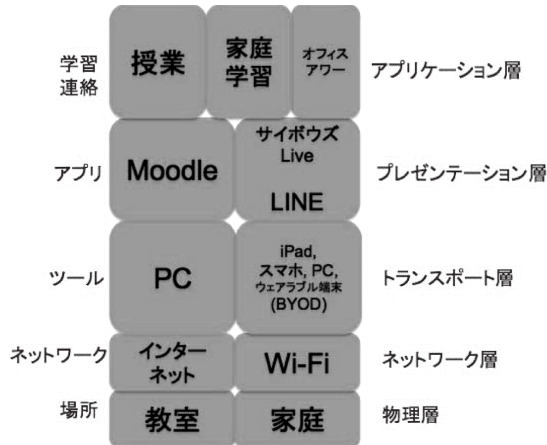 学習
連絡
授業
家庭
学習
オフィス
アワー
アプリケーション層
アプリ
Moodle
サイボウズ
Live
LINE
プレゼンテーション層
ツール
PC
iPad,
スマホ, PC,
ウェアラブル端末
(BYOD)
トランスポート層
ネットワーク
インター
ネット
Wi-Fi
ネットワーク層
場所
教室
家庭
物理層